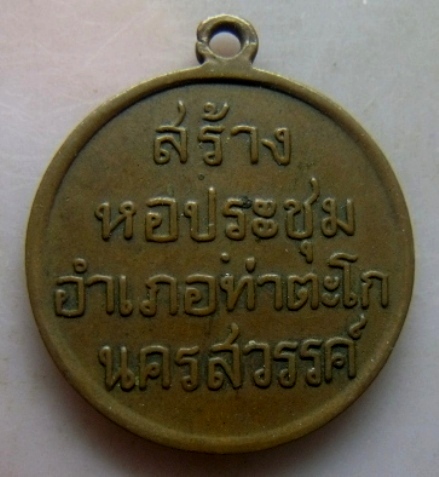 สร้าง
หอประชุม
อำเภอท่าตะโก
นครสวรรค์